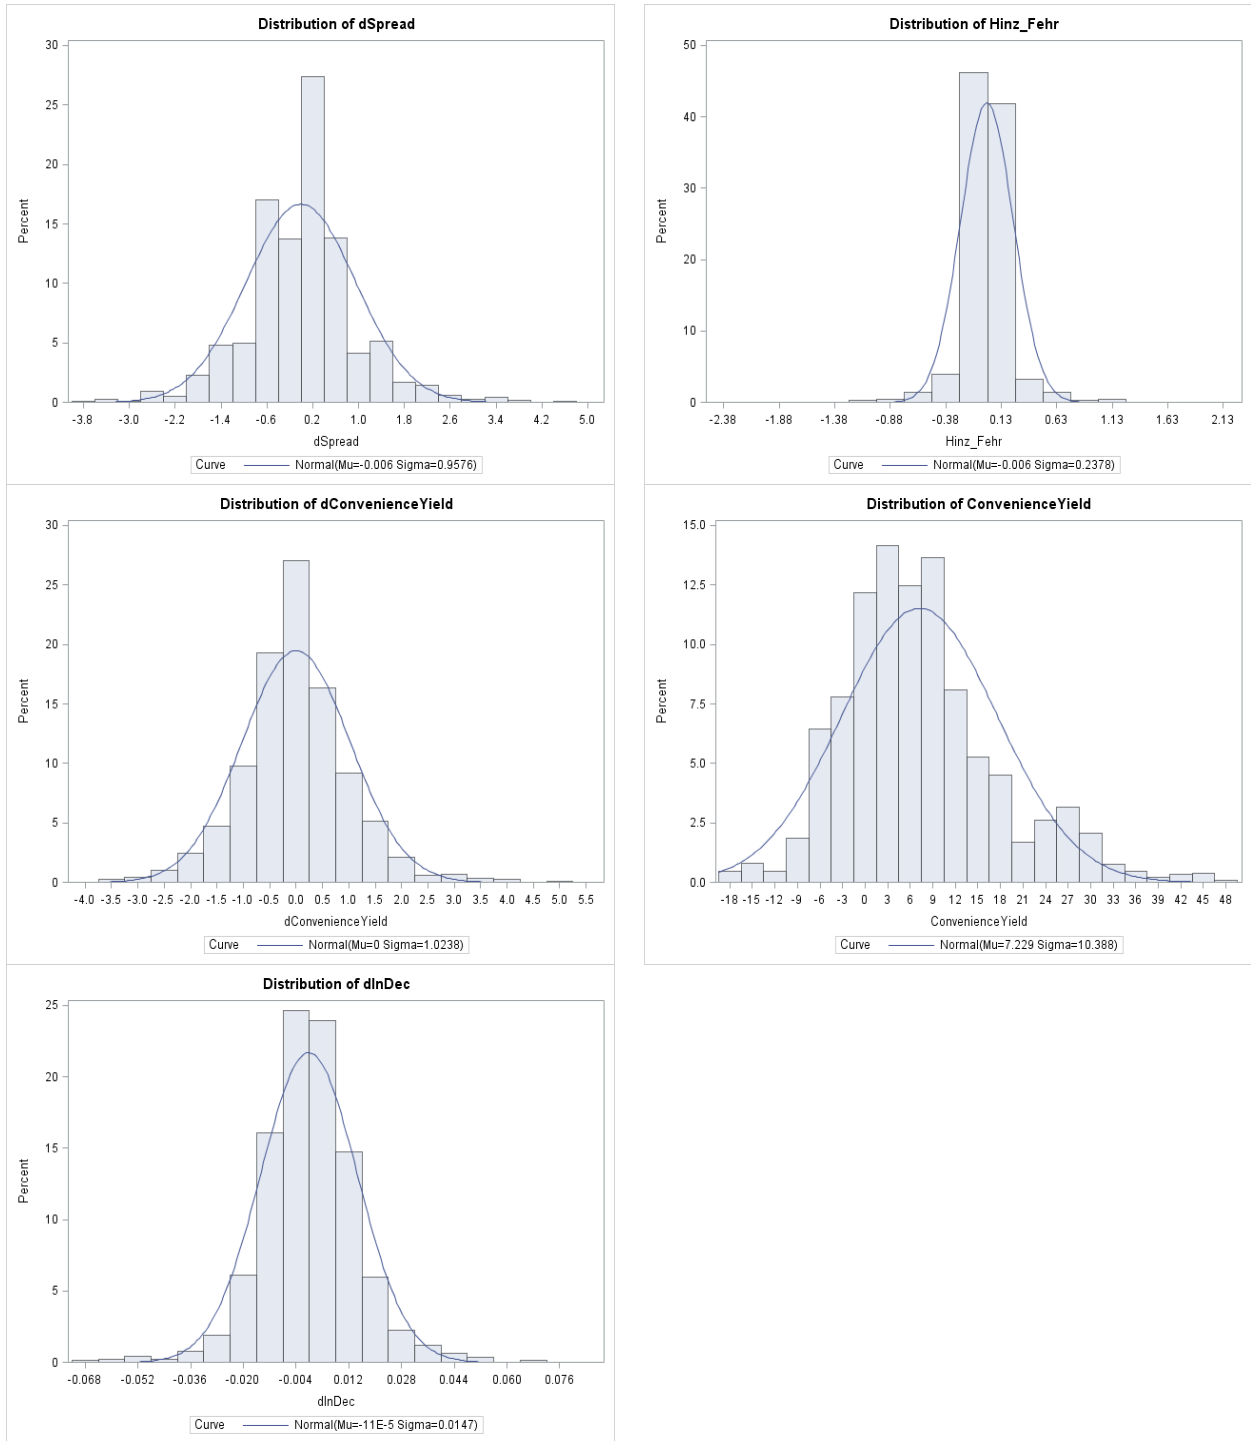 Distribution of dSpread
30
25
20
15
10
5
0
Percent
-3.8 -3.0 -2.2 -1.4 -0.6 0.2 1.0 1.8 2.6 3.4 4.2 5.0
dSpread
Curve Normal(Mu=-0.006 Sigma=0.9576)
Distribution of Hinz_Fehr
50
40
30
20
10
0
Percent
-2.38 -1.88 -1.38 -0.88 -0.38 0.13 0.63 1.13 1.63 2.13
Hinz_Fehr
Curve Normal(Mu=-0.006 Sigma=0.2378)
Distribution of dConvenienceYield
30
25
20
15
10
5
0
Percent
-4.0 -3.5 -3.0 -2.5 -2.0 -1.5 -1.0 -0.5 0.0 0.5 1.0 1.5 2.0 2.5 3.0 3.5 4.0 4.5 5.0 5.5
dConvenienceYield
Curve Normal(Mu=0 Sigma=1.0238)
Distribution of ConvenienceYield
15.0
12.5
10.0
7.5
5.0
2.5
0.0
Percent
-18 -15 -12 -9 -6 -3 0 3 6 9 12 15 18 21 24 27 30 33 36 39 42 45 48
ConvenienceYield
Curve Normal(Mu=7.229 Sigma=10.388)
Distribution of dlnDec
25
20
15
10
5
0
Percent
-0.068 -0.052 -0.036 -0.020 -0.004 0.012 0.028 0.044 0.060 0.076
dlnDec
Curve Normal(Mu=-11E-5 Sigma=0.0147)